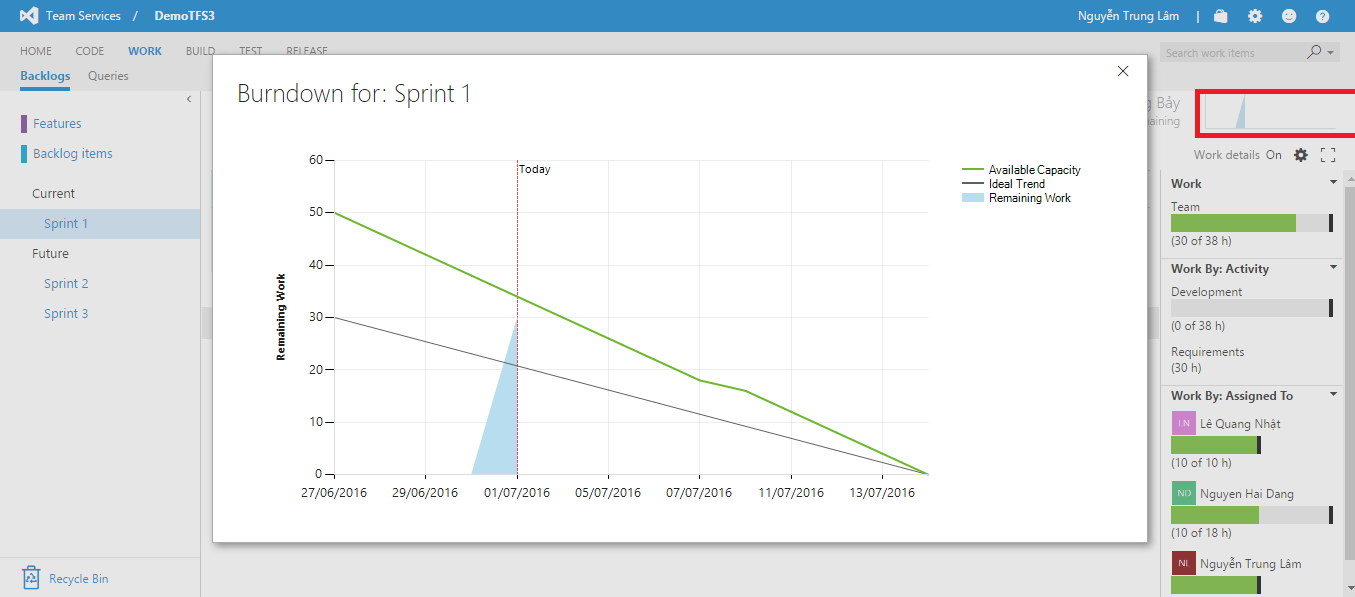 Team Services / DemoTFS3
Nguyễn Trung Lâm |
HOME CODE WORK BUILD TEST RELEASE
Search work items
Backlogs Queries
Features
Backlog items
Current
Sprint 1
Future
Sprint 2
Sprint 3
Recycle Bin
Burndown for: Sprint 1
Today
60
50
40
30
20
10
0
Remaining Work
27/06/2016 29/06/2016 01/07/2016 05/07/2016 07/07/2016 11/07/2016 13/07/2016
Available Capacity
Ideal Trend
Remaining Work
Bảy
Work details On
Work
Team
(30 of 38 h)
Work By: Activity
Development
(0 of 38 h)
Requirements
(30 h)
Work By: Assigned To
LN Lê Quang Nhật
(10 of 10 h)
ND Nguyen Hai Dang
(10 of 18 h)
NL Nguyễn Trung Lâm